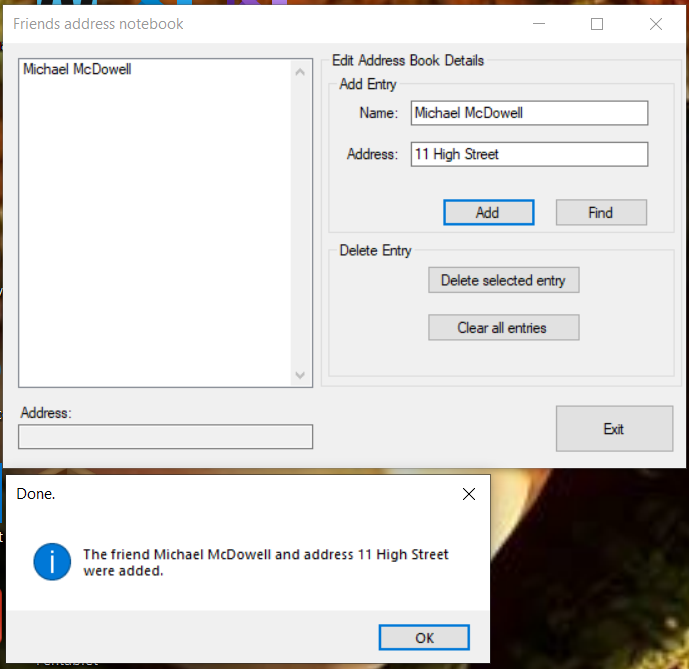 Friends address notebook
Michael McDowell
Edit Address Book Details
Add Entry
Name: Michael McDowell
Address: 11 High Street
Add Find
Delete Entry
Delete selected entry
Clear all entries
Address:
Exit
Done.
The friend Michael McDowell and address 11 High Street
were added.
OK